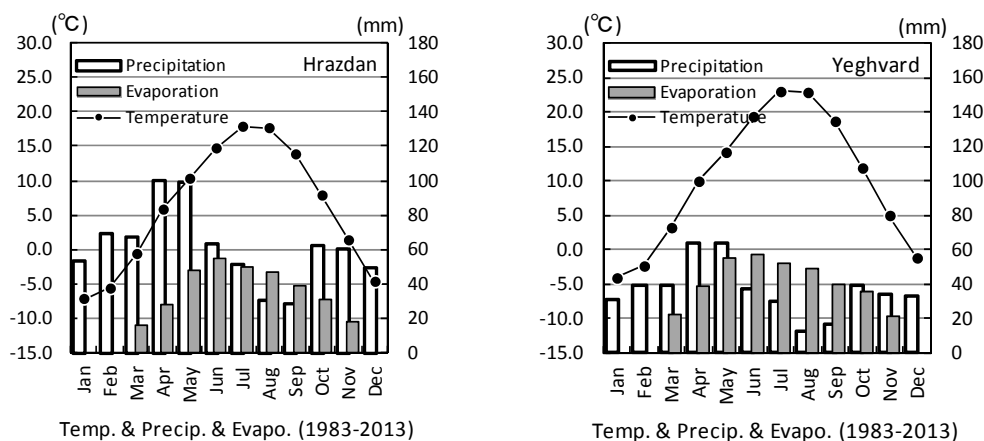 (℃) (mm)
30.0 180
Precipitation Hrazdan
25.0 160
Evaporation
20.0 140
Temperature
15.0 120
10.0 100
5.0 80
0.0 60
-5.0 40
-10.0 20
-15.0 0
Jan Feb Mar Apr May Jun Jul Aug Sep Oct Nov Dec
Temp. & Precip. & Evapo. (1983-2013)
(℃) (mm)
30.0 180
Precipitation Yeghvard
25.0 160
Evaporation
20.0 140
Temperature
15.0 120
10.0 100
5.0 80
0.0 60
-5.0 40
-10.0 20
-15.0 0
Jan Feb Mar Apr May Jun Jul Aug Sep Oct Nov Dec
Temp. & Precip. & Evapo. (1983-2013)